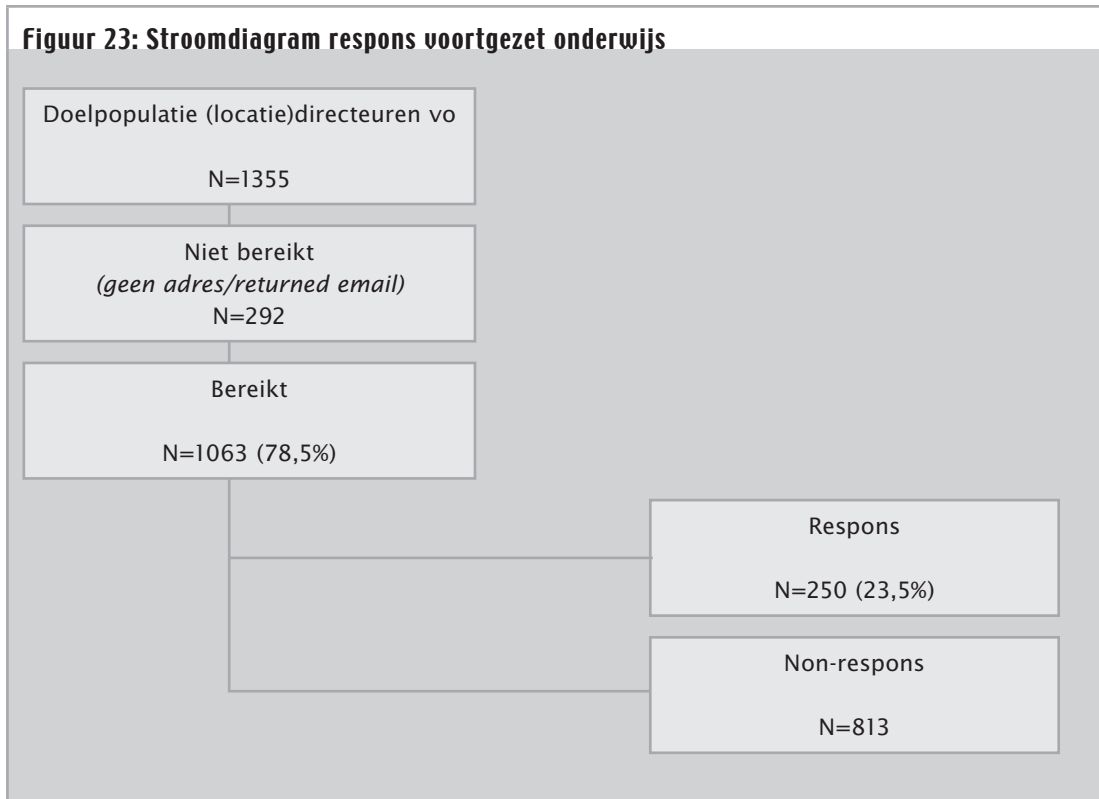 Figuur 23: Stroomdiagram respons voortgezet onderwijs
Doelpopulatie (locatie)directeuren vo
N=1355
Niet bereikt
(geen adres/returned email)
N=292
Bereikt
N=1063 (78,5%)
Respons
N=250 (23,5%)
Non-respons
N=813